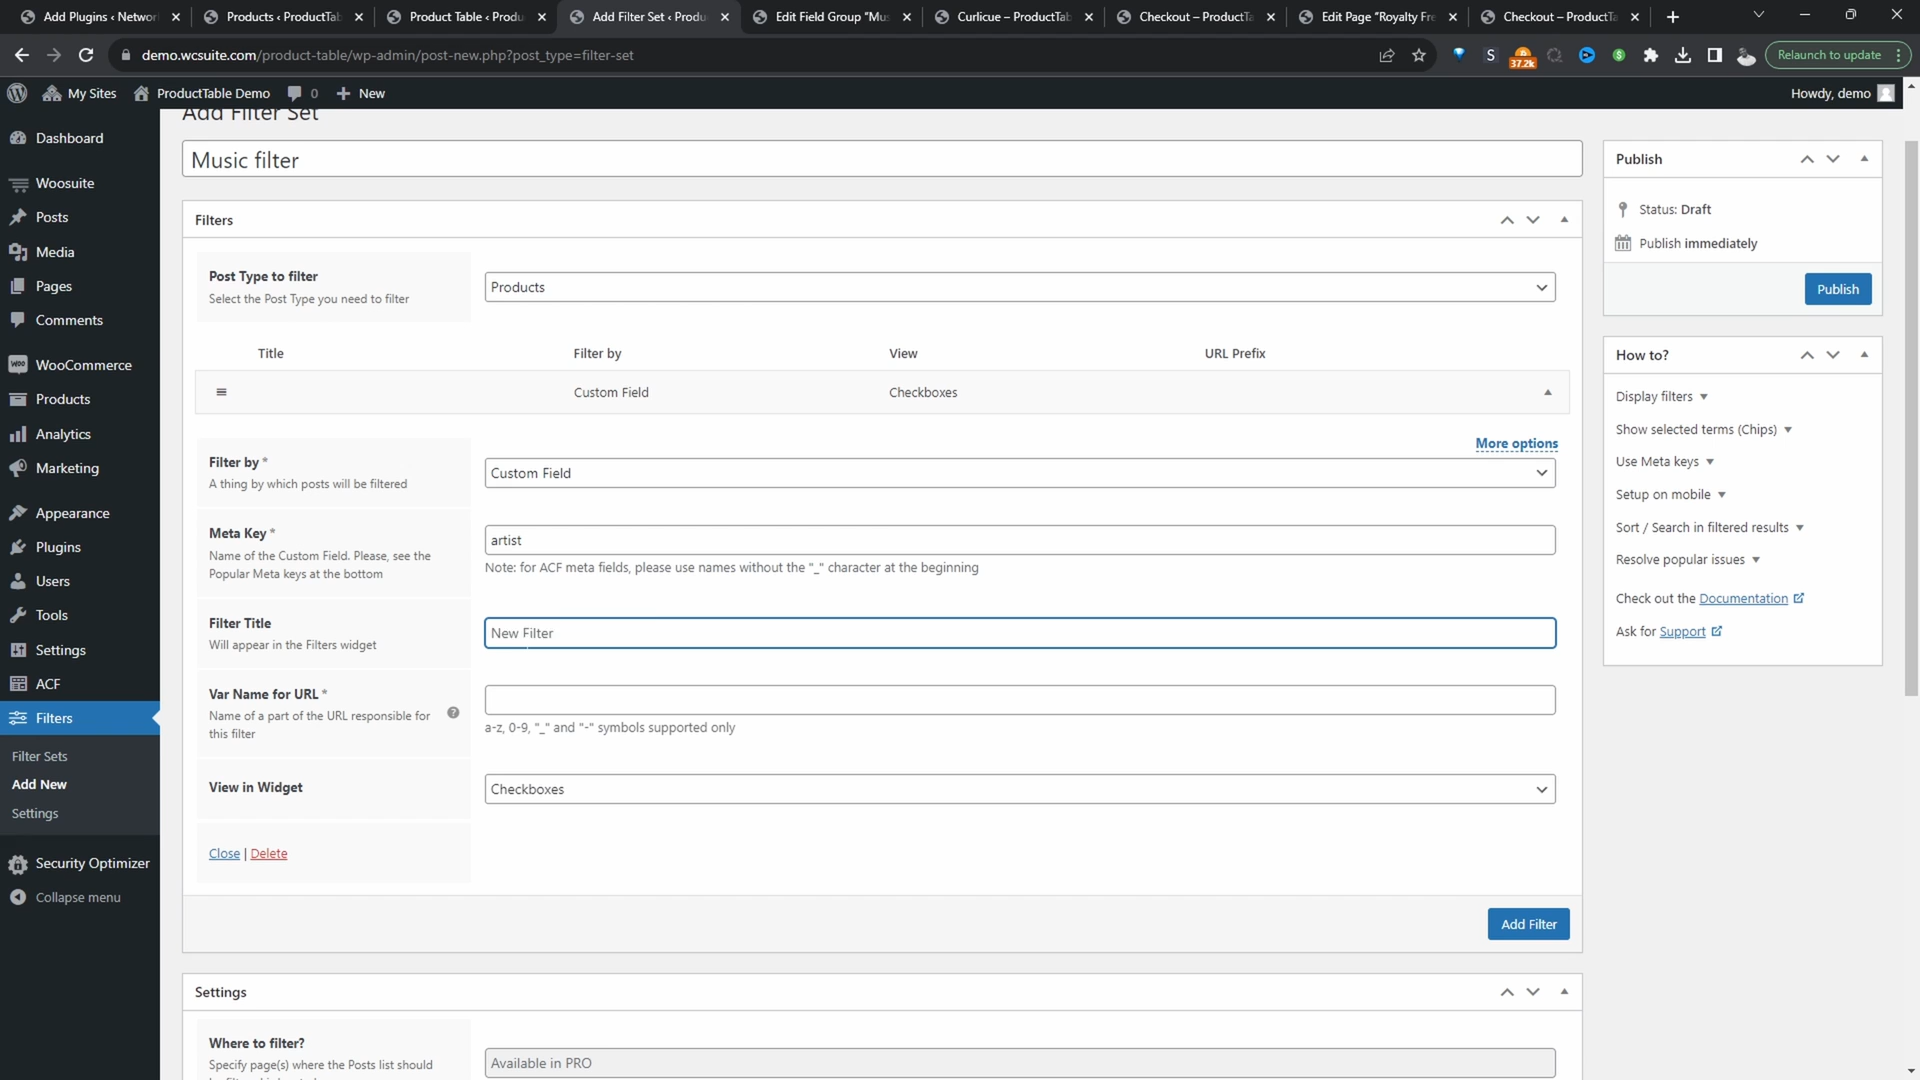 Add Plugins ‹ Networ
Products ‹ ProductTab
Product Table ‹ Produ
Add Filter Set ‹ Produ
Edit Field Group "Mus
Curlicue – ProductTab
Checkout – ProductTa
Edit Page "Royalty Fre
Checkout – ProductTa
demo.wcsuite.com/product-table/wp-admin/post-new.php?post_type=filter-set
S
37.2k
Relaunch to update
My Sites
ProductTable Demo
0
New
Howdy, demo
Dashboard
Woosuite
Posts
Media
Pages
Comments
WooCommerce
Products
Analytics
Marketing
Appearance
Plugins
Users
Tools
Settings
ACF
Filters
Filter Sets
Add New
Settings
Security Optimizer
Collapse menu
Add Filter Set
Music filter
Filters
Post Type to filter
Select the Post Type you need to filter
Products
Title Filter by View URL Prefix
Custom Field Checkboxes
More options
Filter by *
A thing by which posts will be filtered
Custom Field
Meta Key *
Name of the Custom Field. Please, see the
Popular Meta keys at the bottom
artist
Note: for ACF meta fields, please use names without the "_" character at the beginning
Filter Title
Will appear in the Filters widget
New Filter
Var Name for URL *
Name of a part of the URL responsible for
this filter
a-z, 0-9, "_" and "-" symbols supported only
View in Widget
Checkboxes
Close | Delete
Add Filter
Settings
Where to filter?
Specify page(s) where the Posts list should
Available in PRO
Publish
Status: Draft
Publish immediately
Publish
How to?
Display filters
Show selected terms (Chips)
Use Meta keys
Setup on mobile
Sort / Search in filtered results
Resolve popular issues
Check out the Documentation
Ask for Support